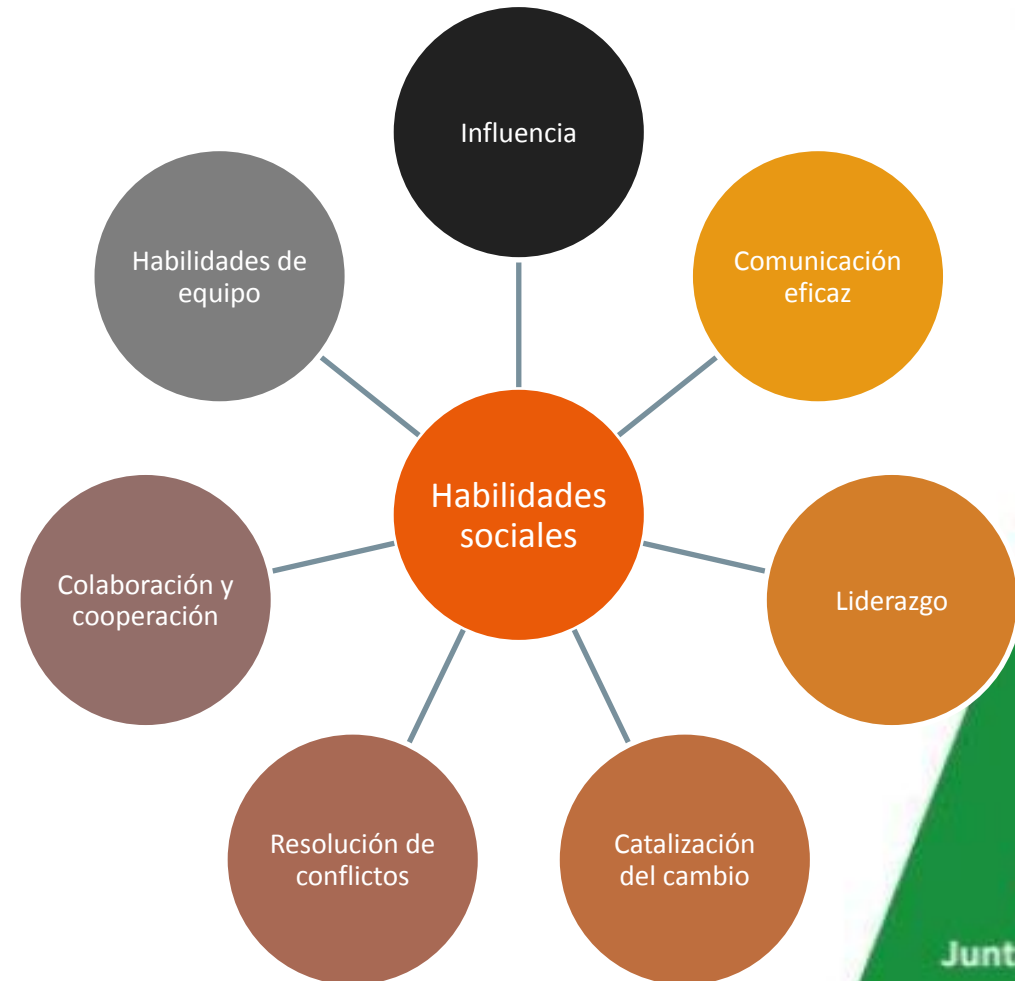 Influencia
Comunicación
eficaz
Liderazgo
Catalización
del cambio
Resolución de
conflictos
Colaboración y
cooperación
Habilidades de
equipo
Habilidades
sociales